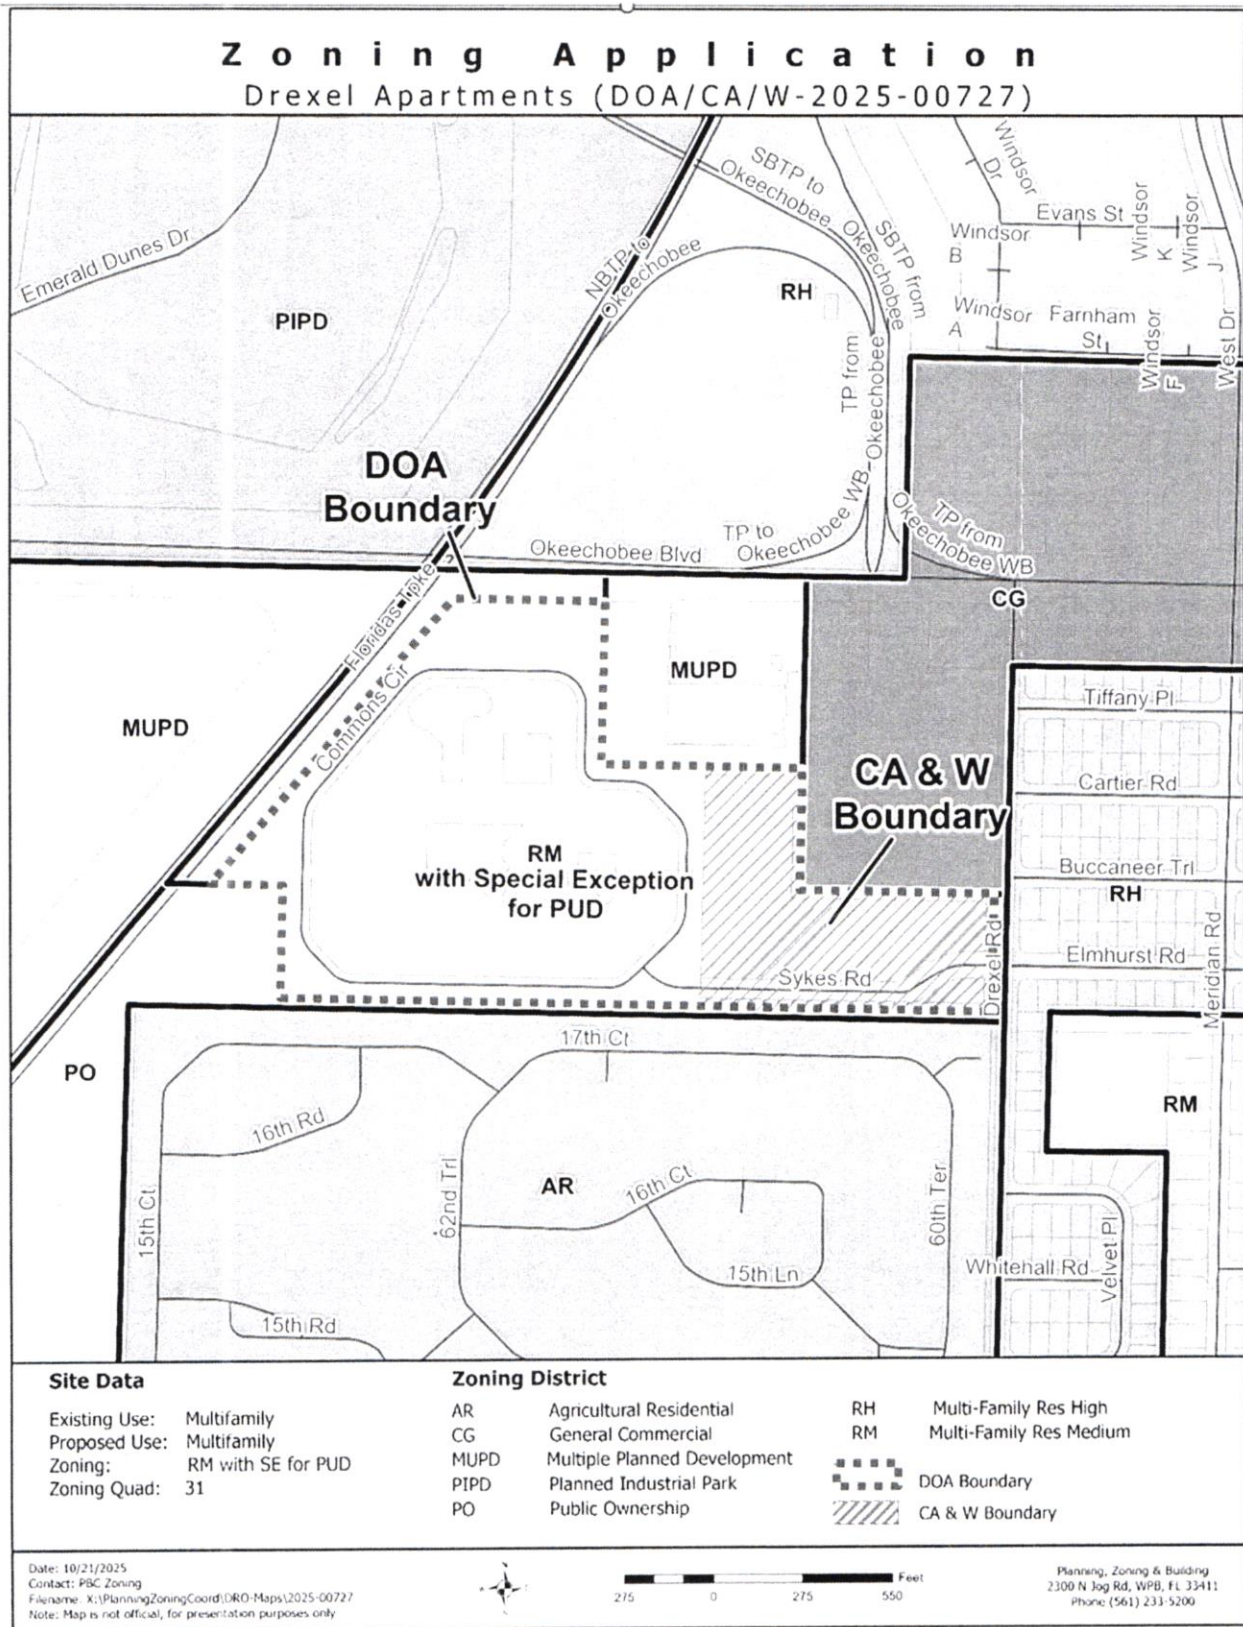 Zoning Application
Drexel Apartments (DOA/CA/W-2025-00727)
SBTP to
Okeechobee
Windsor
Dr
Evans St
Windsor
K
Windsor
J
Windsor
B
SBTP from
Okeechobee
NBTP to
Okeechobee
Emerald Dunes Dr
PIPD
RH
Windsor
A
Farnham
St
Windsor
F
West Dr
TP from
Okeechobee
DOA
Boundary
Okeechobee Blvd
TP to
Okeechobee WB
TP from
Okeechobee WB
CG
Floridas Tpke
Commons Cir
MUPD
MUPD
Tiffany Pl
CA & W
Boundary
Cartier Rd
RM
with Special Exception
for PUD
Buccaneer Trl
RH
Drexel Rd
Elmhurst Rd
Meridian Rd
Sykes Rd
17th Ct
PO
16th Rd
RM
15th Ct
62nd Trl
AR
16th Ct
60th Ter
15th Ln
Whitehall Rd
Velvet Pl
15th Rd
Site Data
Existing Use: Multifamily
Proposed Use: Multifamily
Zoning: RM with SE for PUD
Zoning Quad: 31
Zoning District
AR Agricultural Residential
CG General Commercial
MUPD Multiple Planned Development
PIPD Planned Industrial Park
PO Public Ownership
RH Multi-Family Res High
RM Multi-Family Res Medium
DOA Boundary
CA & W Boundary
Date: 10/21/2025
Contact: PBC Zoning
Filename: X:\PlanningZoningCoord\DRO-Maps\2025-00727
Note: Map is not official, for presentation purposes only
Feet
275 0 275 550
Planning, Zoning & Building
2300 N Jog Rd, WPB, FL 33411
Phone (561) 233-5200